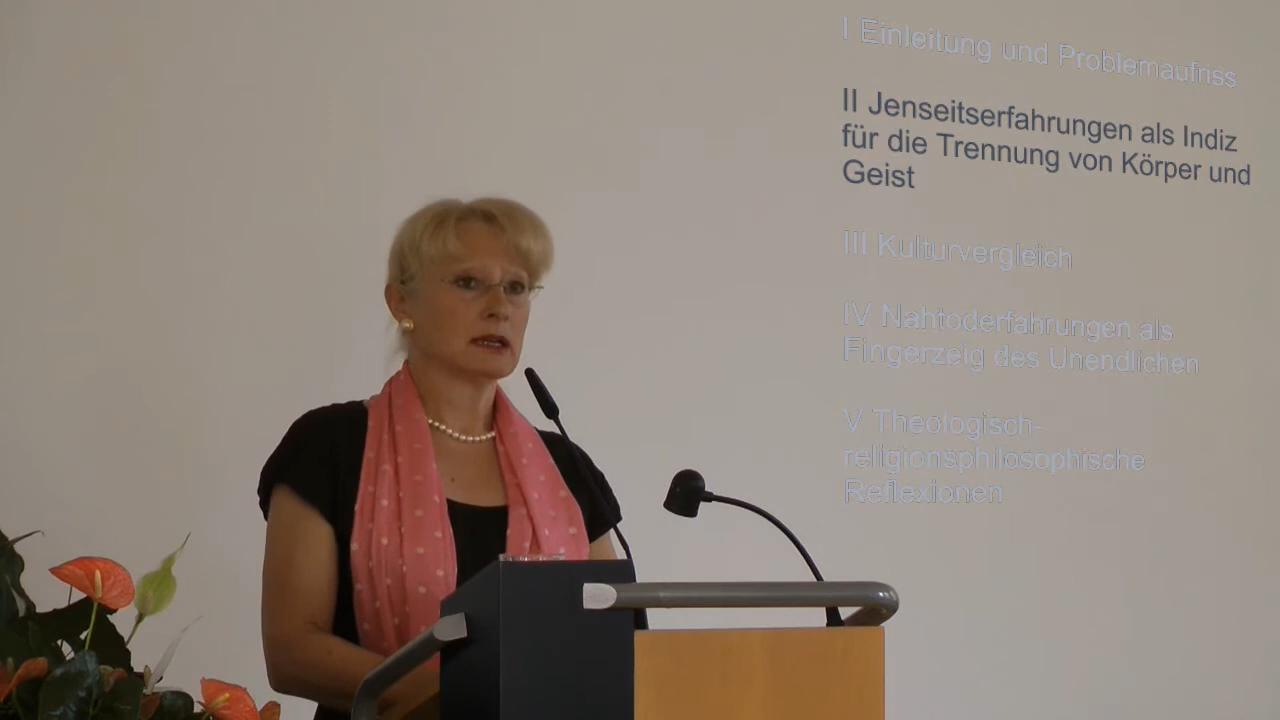 I Einleitung und Problemaufriss
II Jenseitserfahrungen als Indiz
für die Trennung von Körper und
Geist
III Kulturvergleich
IV Nahtoderfahrungen als
Fingerzeig des Unendlichen
V Theologisch-
religionsphilosophische
Reflexionen